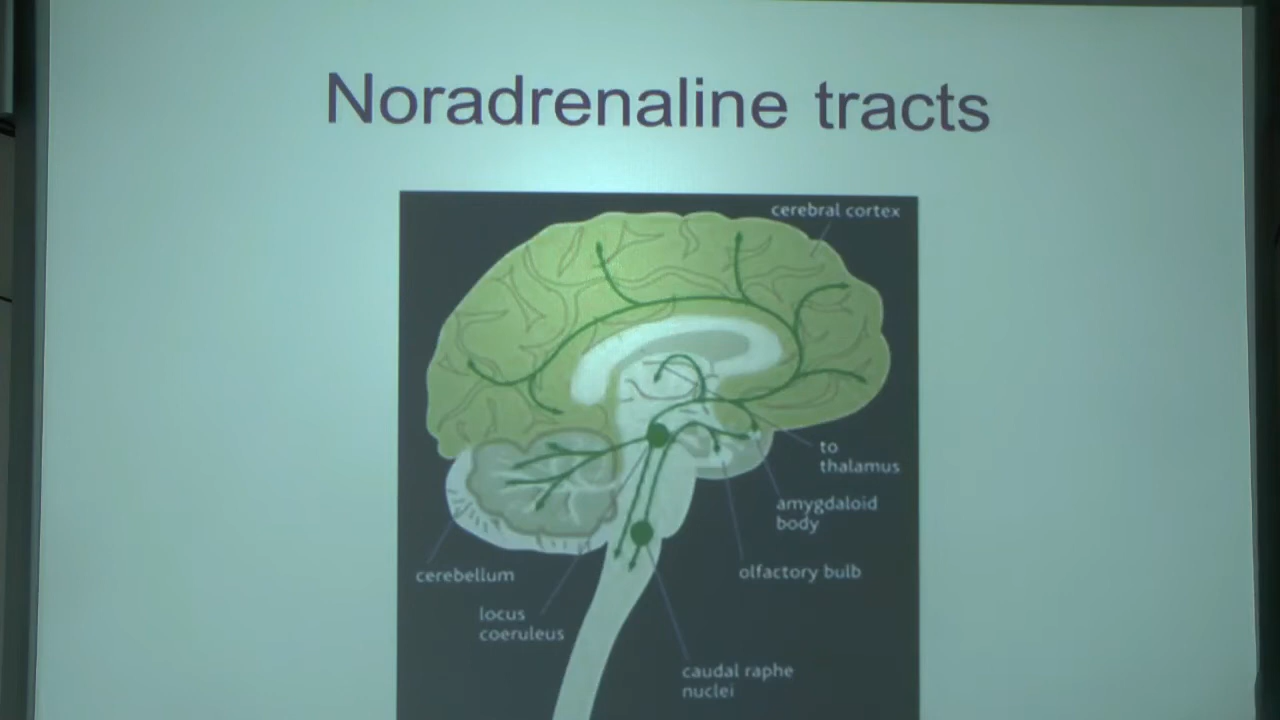 Noradrenaline tracts
cerebral cortex
to
thalamus
amygdaloid
body
olfactory bulb
cerebellum
locus
coeruleus
caudal raphe
nuclei